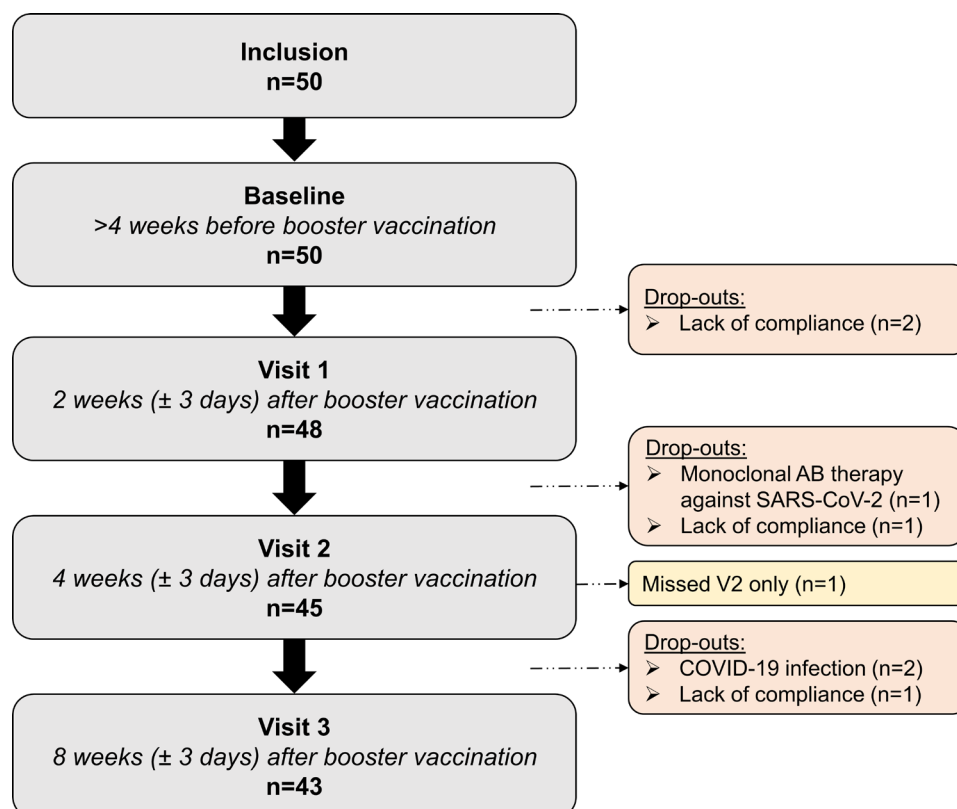 Inclusion
n=50
Baseline
>4 weeks before booster vaccination
n=50
Drop-outs:
➢ Lack of compliance (n=2)
Visit 1
2 weeks (± 3 days) after booster vaccination
n=48
Drop-outs:
➢ Monoclonal AB therapy
against SARS-CoV-2 (n=1)
➢ Lack of compliance (n=1)
Visit 2
4 weeks (± 3 days) after booster vaccination
n=45
Missed V2 only (n=1)
Drop-outs:
➢ COVID-19 infection (n=2)
➢ Lack of compliance (n=1)
Visit 3
8 weeks (± 3 days) after booster vaccination
n=43